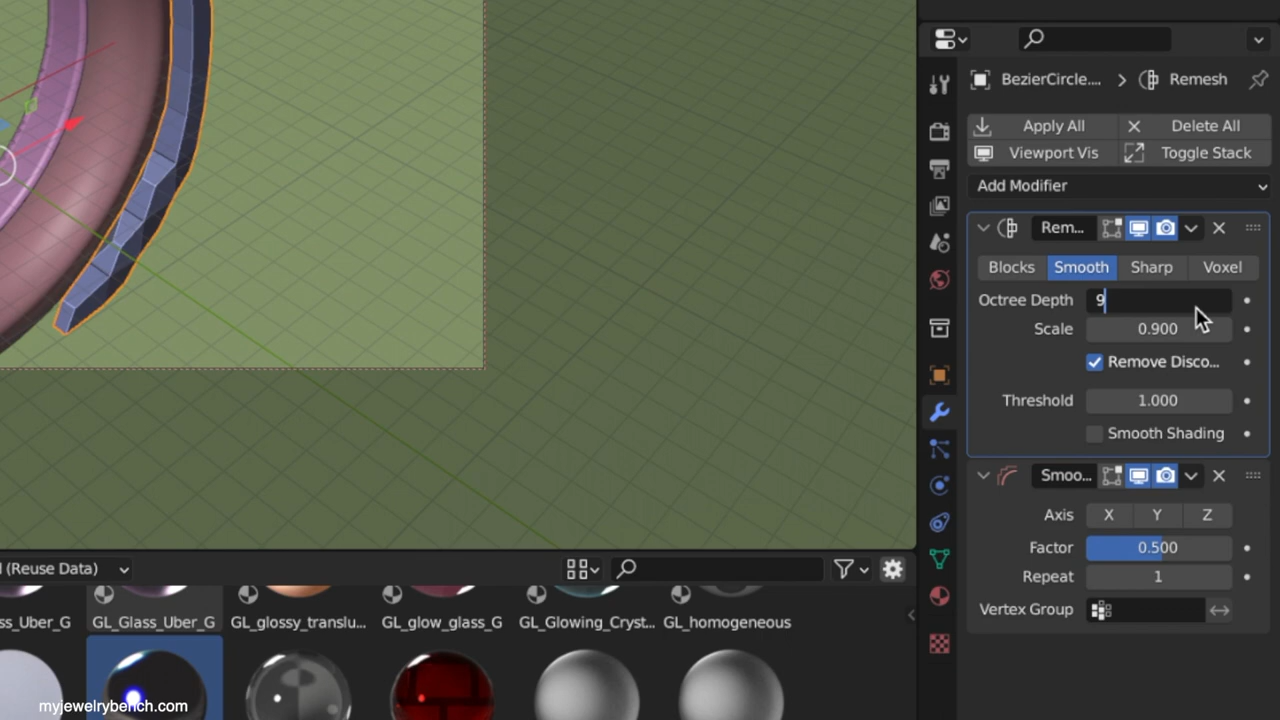 BezierCircle.... Remesh
Apply All Delete All
Viewport Vis Toggle Stack
Add Modifier
Rem...
Blocks Smooth Sharp Voxel
Octree Depth 9
Scale 0.900
Remove Disco...
Threshold 1.000
Smooth Shading
Smoo...
Axis X Y Z
Factor 0.500
Repeat 1
Vertex Group
(Reuse Data)
ss_Uber_G GL_Glass_Uber_G GL_glossy_translu... GL_glow_glass_G GL_Glowing_Cryst... GL_homogeneous
myjewelrybench.com